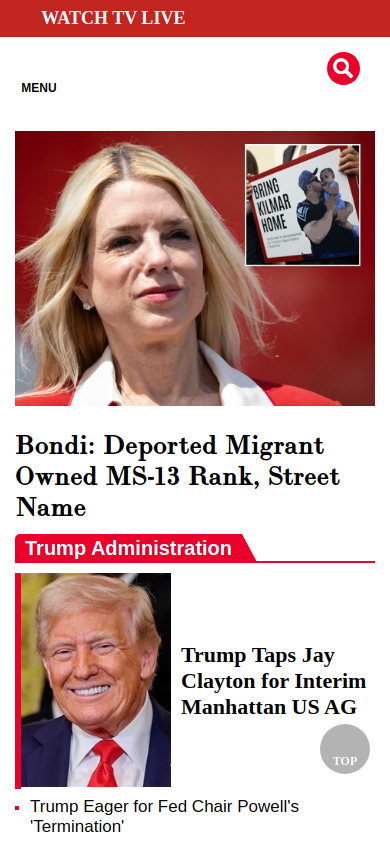 WATCH TV LIVE
MENU
BRING
KILMAR
HOME
Bondi: Deported Migrant
Owned MS-13 Rank, Street
Name
Trump Administration
Trump Taps Jay
Clayton for Interim
Manhattan US AG
TOP
Trump Eager for Fed Chair Powell's
'Termination'